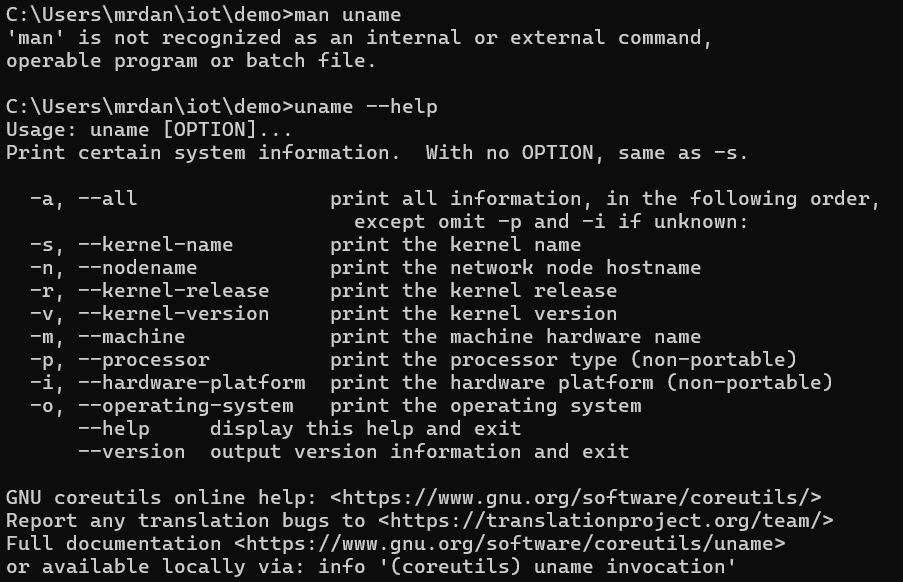 C:\Users\mrdan\iot\demo>man uname
'man' is not recognized as an internal or external command,
operable program or batch file.

C:\Users\mrdan\iot\demo>uname --help
Usage: uname [OPTION]...
Print certain system information.  With no OPTION, same as -s.

  -a, --all                print all information, in the following order,
                             except omit -p and -i if unknown:
  -s, --kernel-name        print the kernel name
  -n, --nodename           print the network node hostname
  -r, --kernel-release     print the kernel release
  -v, --kernel-version     print the kernel version
  -m, --machine            print the machine hardware name
  -p, --processor          print the processor type (non-portable)
  -i, --hardware-platform  print the hardware platform (non-portable)
  -o, --operating-system   print the operating system
      --help     display this help and exit
      --version  output version information and exit

GNU coreutils online help: <https://www.gnu.org/software/coreutils/>
Report any translation bugs to <https://translationproject.org/team/>
Full documentation <https://www.gnu.org/software/coreutils/uname>
or available locally via: info '(coreutils) uname invocation'